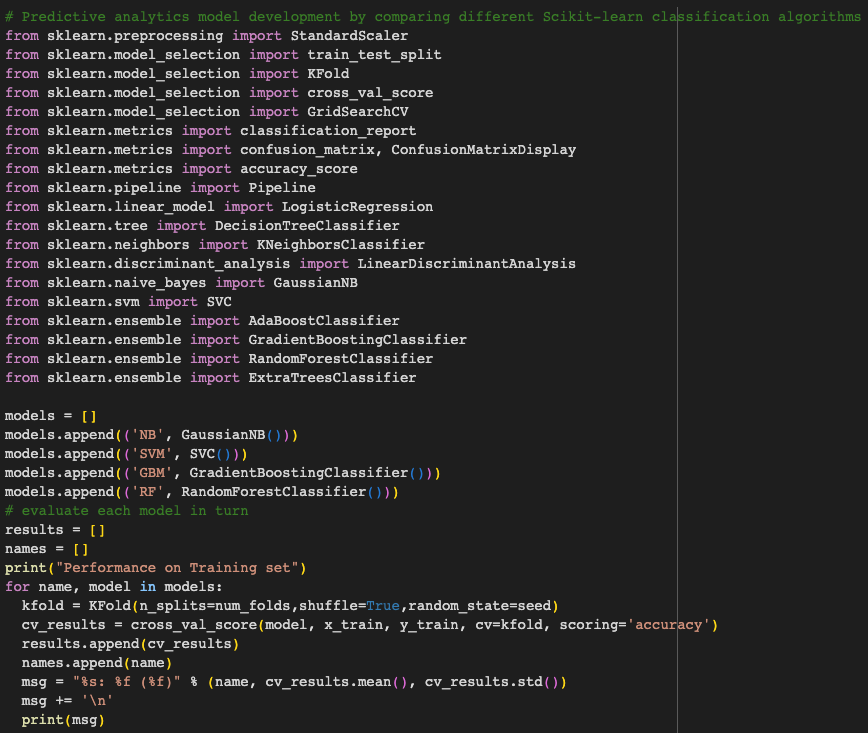 # Predictive analytics model development by comparing different Scikit-learn classification algorithms
from sklearn.preprocessing import StandardScaler
from sklearn.model_selection import train_test_split
from sklearn.model_selection import KFold
from sklearn.model_selection import cross_val_score
from sklearn.model_selection import GridSearchCV
from sklearn.metrics import classification_report
from sklearn.metrics import confusion_matrix, ConfusionMatrixDisplay
from sklearn.metrics import accuracy_score
from sklearn.pipeline import Pipeline
from sklearn.linear_model import LogisticRegression
from sklearn.tree import DecisionTreeClassifier
from sklearn.neighbors import KNeighborsClassifier
from sklearn.discriminant_analysis import LinearDiscriminantAnalysis
from sklearn.naive_bayes import GaussianNB
from sklearn.svm import SVC
from sklearn.ensemble import AdaBoostClassifier
from sklearn.ensemble import GradientBoostingClassifier
from sklearn.ensemble import RandomForestClassifier
from sklearn.ensemble import ExtraTreesClassifier

models = []
models.append(('NB', GaussianNB()))
models.append(('SVM', SVC()))
models.append(('GBM', GradientBoostingClassifier()))
models.append(('RF', RandomForestClassifier()))
# evaluate each model in turn
results = []
names = []
print("Performance on Training set")
for name, model in models:
  kfold = KFold(n_splits=num_folds,shuffle=True,random_state=seed)
  cv_results = cross_val_score(model, x_train, y_train, cv=kfold, scoring='accuracy')
  results.append(cv_results)
  names.append(name)
  msg = "%s: %f (%f)" % (name, cv_results.mean(), cv_results.std())
  msg += '\n'
  print(msg)